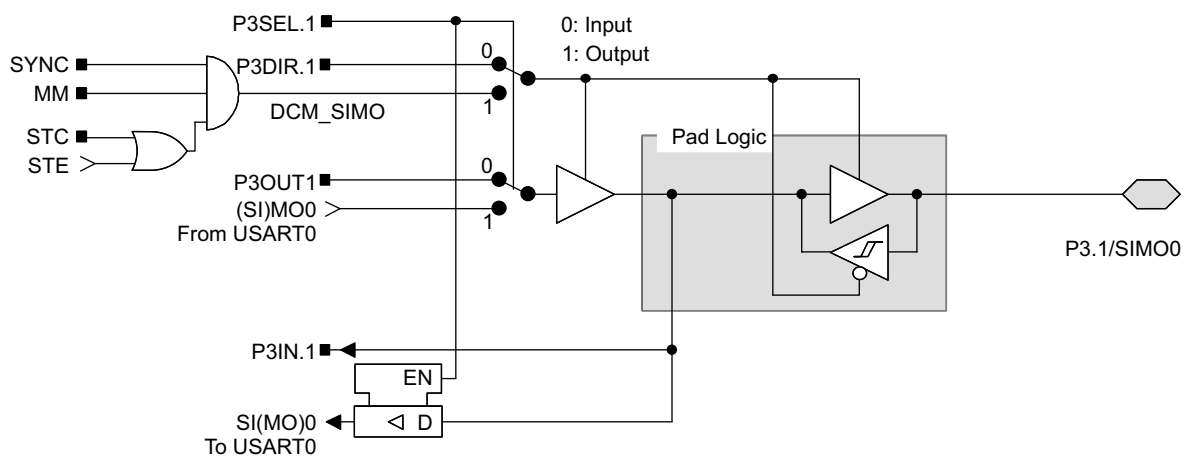 P3SEL.1
0: Input
1: Output
SYNC
P3DIR.1
0
MM
1
DCM_SIMO
STC
STE
Pad Logic
P3OUT1
0
(SI)MO0
1
From USART0
P3.1/SIMO0
P3IN.1
EN
SI(MO)0
D
To USART0